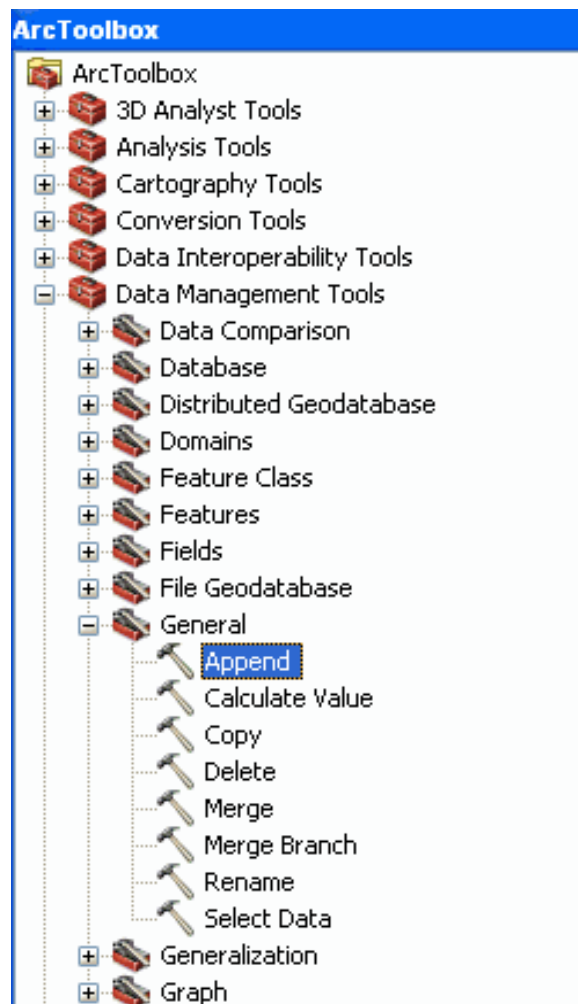 ArcToolbox
ArcToolbox
3D Analyst Tools
Analysis Tools
Cartography Tools
Conversion Tools
Data Interoperability Tools
Data Management Tools
Data Comparison
Database
Distributed Geodatabase
Domains
Feature Class
Features
Fields
File Geodatabase
General
Append
Calculate Value
Copy
Delete
Merge
Merge Branch
Rename
Select Data
Generalization
Graph